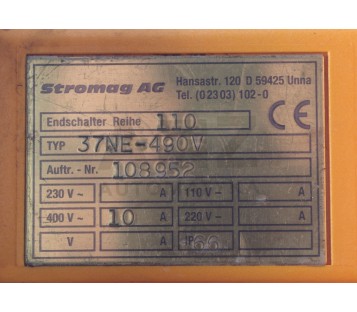 Stromag AG
Hansastr. 120 D 59425 Unna
Tel. (02303) 102-0
Endschalter Reihe 110
CE
TYP 37NE-490V
Auftr. - Nr. 108952
230 V~ A 110 V– A
400 V~ 10 A 220 V– A
V A IP 66